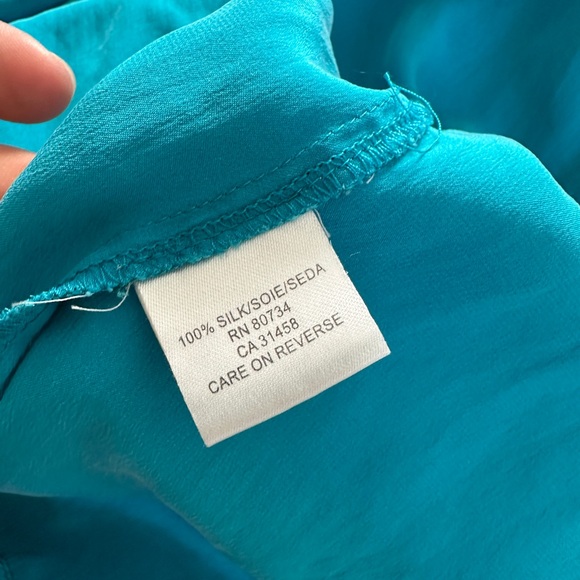 100% SILK/SOIE/SEDA
RN 80734
CA 31458
CARE ON REVERSE